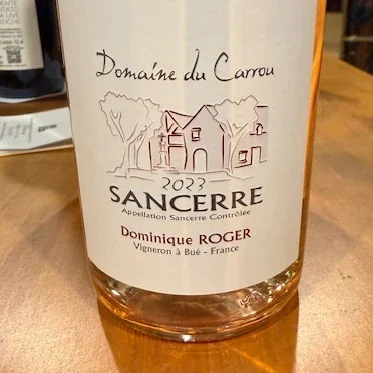 Domaine du Carrou
2023
SANCERRE
Appellation Sancerre Contrôlée
Dominique ROGER
Vigneron à Bué - France